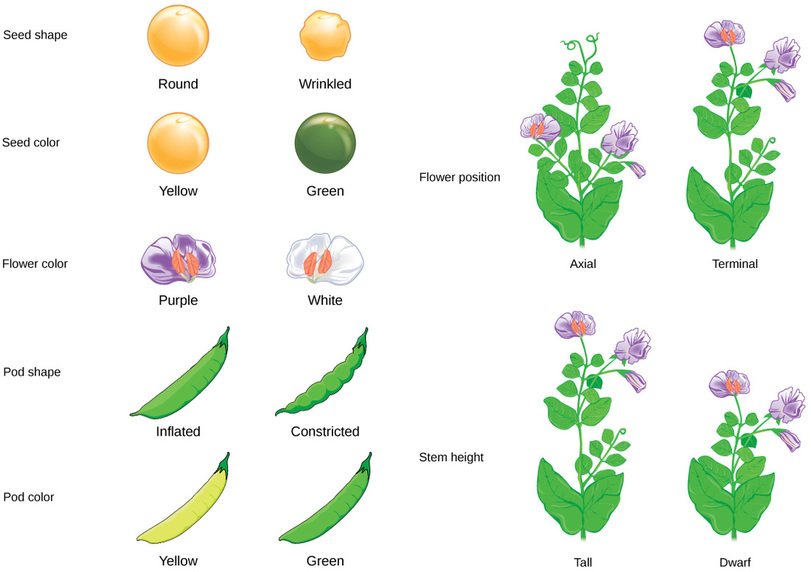 Seed shape
Round
Wrinkled
Seed color
Yellow
Green
Flower color
Purple
White
Pod shape
Inflated
Constricted
Pod color
Yellow
Green
Flower position
Axial
Terminal
Stem height
Tall
Dwarf